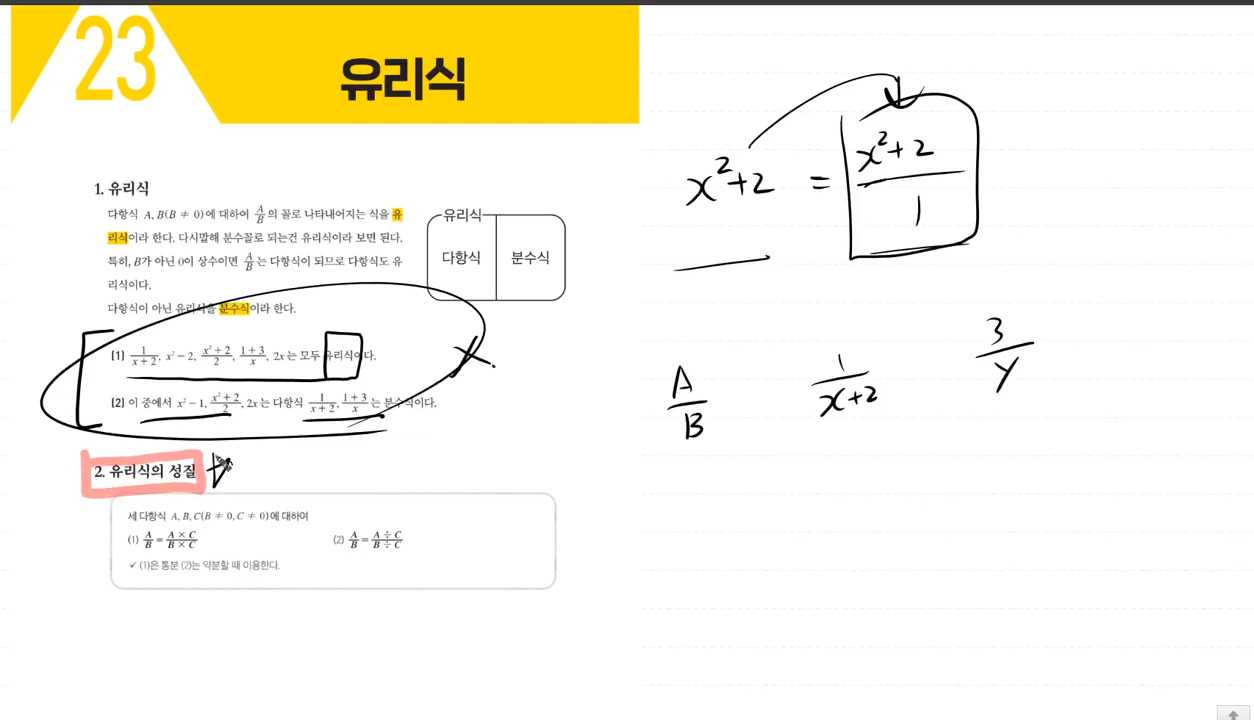 23
유리식
1. 유리식
다항식 A, B(B ≠ 0)에 대하여 A/B의 꼴로 나타내어지는 식을 유
리식이라 한다. 다시말해 분수꼴로 되는건 유리식이라 보면 된다.
특히, B가 아닌 0이 상수이면 A/B는 다항식이 되므로 다항식도 유
리식이다.
다항식이 아닌 유리식을 분수식이라 한다.
유리식
다항식 분수식
(1) 1/(x+2), x²−2, (x²+2)/2, (1+3)/x, 2x는 모두 유리식이다.
(2) 이 중에서 x²−1, (x²+2)/2, 2x는 다항식 1/(x+2), (1+3)/x는 분수식이다.
2. 유리식의 성질
세 다항식 A, B, C(B ≠ 0, C ≠ 0)에 대하여
(1) A/B = (A×C)/(B×C) (2) A/B = (A÷C)/(B÷C)
✓ (1)은 통분 (2)는 약분할 때 이용한다.
x²+2 = (x²+2)/1
A/B 1/(x+2) 3/y